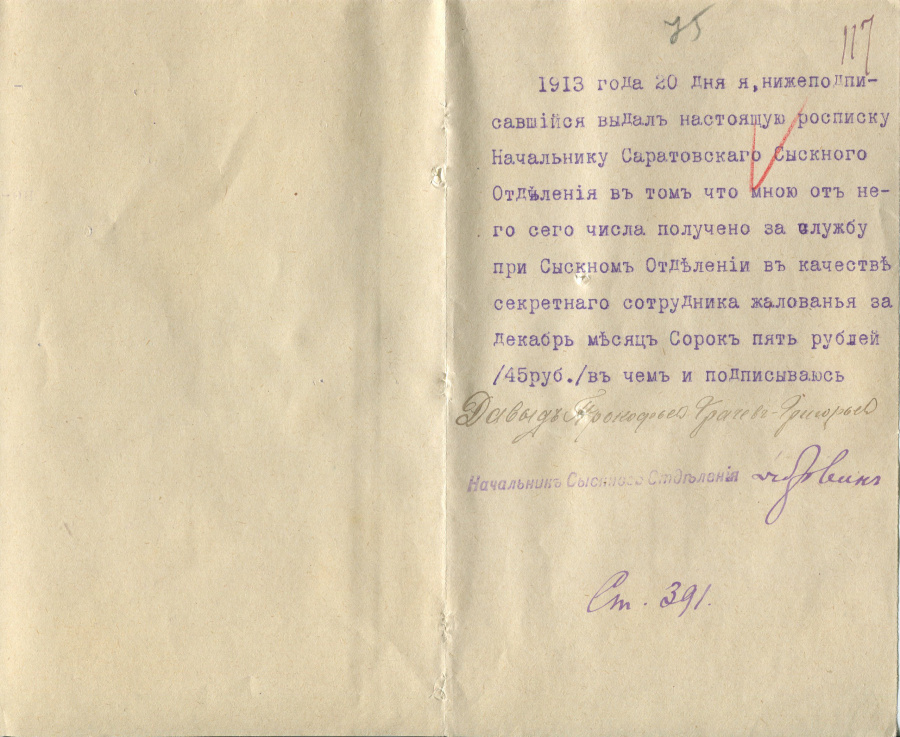 75
117
1913 года 20 дня я, нижеподпи-
савшійся выдалъ настоящую росписку
Начальнику Саратовскаго Сыскного
Отдѣленія въ томъ что мною отъ не-
го сего числа получено за службу
при Сыскномъ Отдѣленіи въ качествѣ
секретнаго сотрудника жалованья за
декабрь мѣсяцъ Сорокъ пять рублей
/45руб./въ чемъ и подписываюсь
Давыдъ Прокофьевъ Грачевъ-Григорьев
Начальникъ Сыскного Отдѣленія
Ст. 391.